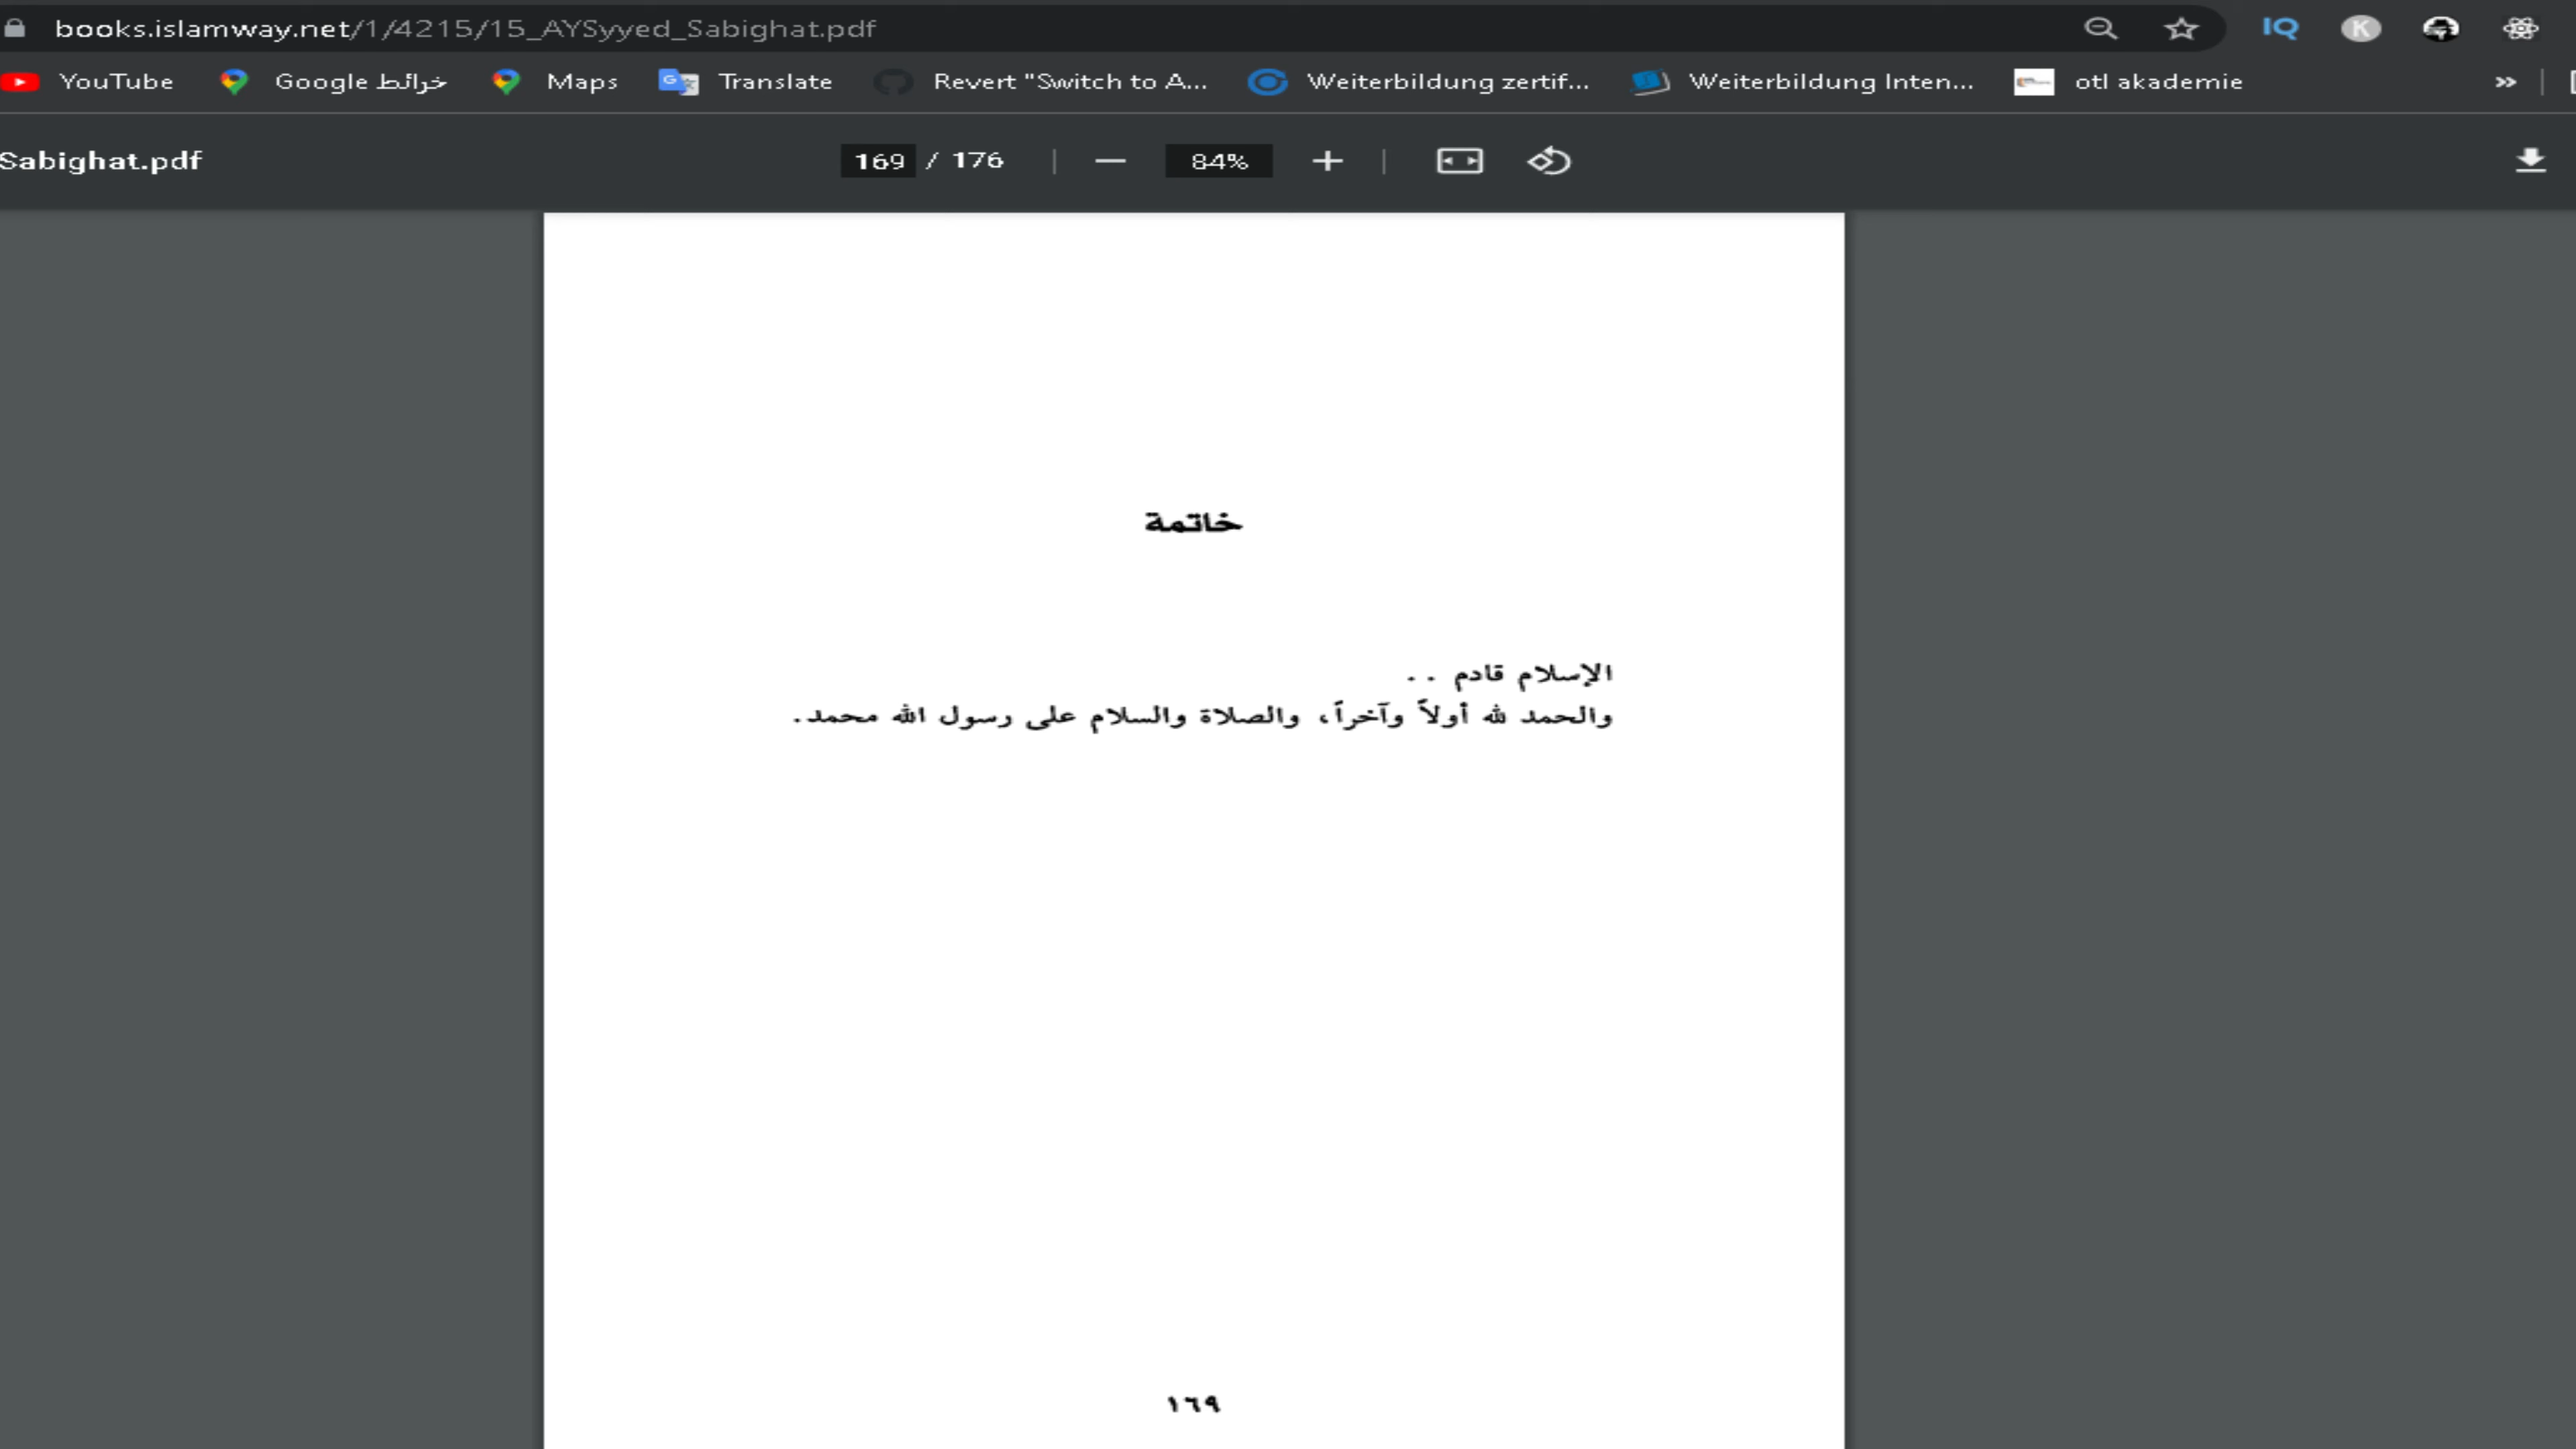 books.islamway.net/1/4215/15_AYSyyed_Sabighat.pdf
IQ
K
YouTube
Google خرائط
Maps
Translate
Revert "Switch to A...
Weiterbildung zertif...
Weiterbildung Inten...
otl akademie
»
Sabighat.pdf
169 / 176
84%
خاتمة
الإسلام قادم ..
والحمد لله أولاً وآخراً، والصلاة والسلام على رسول الله محمد.
١٦٩